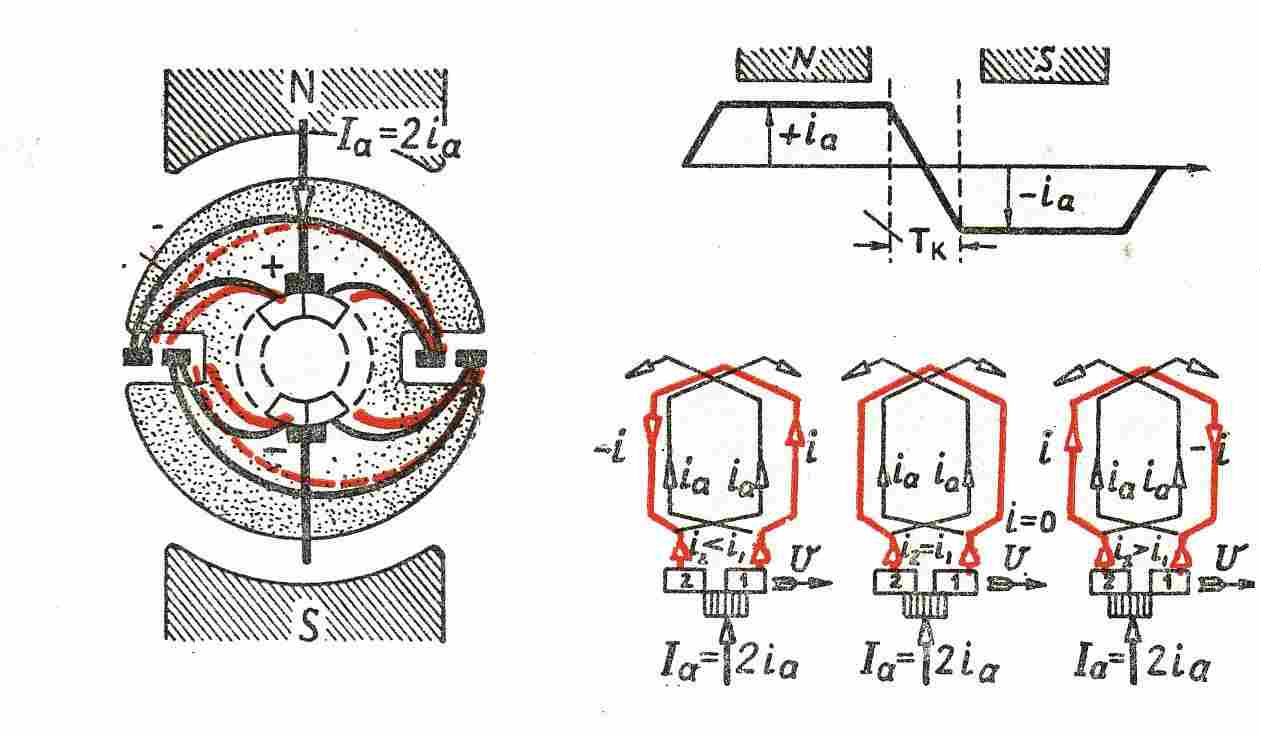 N
Iₐ=2iₐ
+
−
S
N
S
+iₐ
-iₐ
Tₖ
-i
iₐ
iₐ
i
i₂<i₁
2
1
U
Iₐ=2iₐ
iₐ
iₐ
i=0
i₂=i₁
2
1
U
Iₐ=2iₐ
i
iₐ
iₐ
-i
i₂>i₁
2
1
U
Iₐ=2iₐ